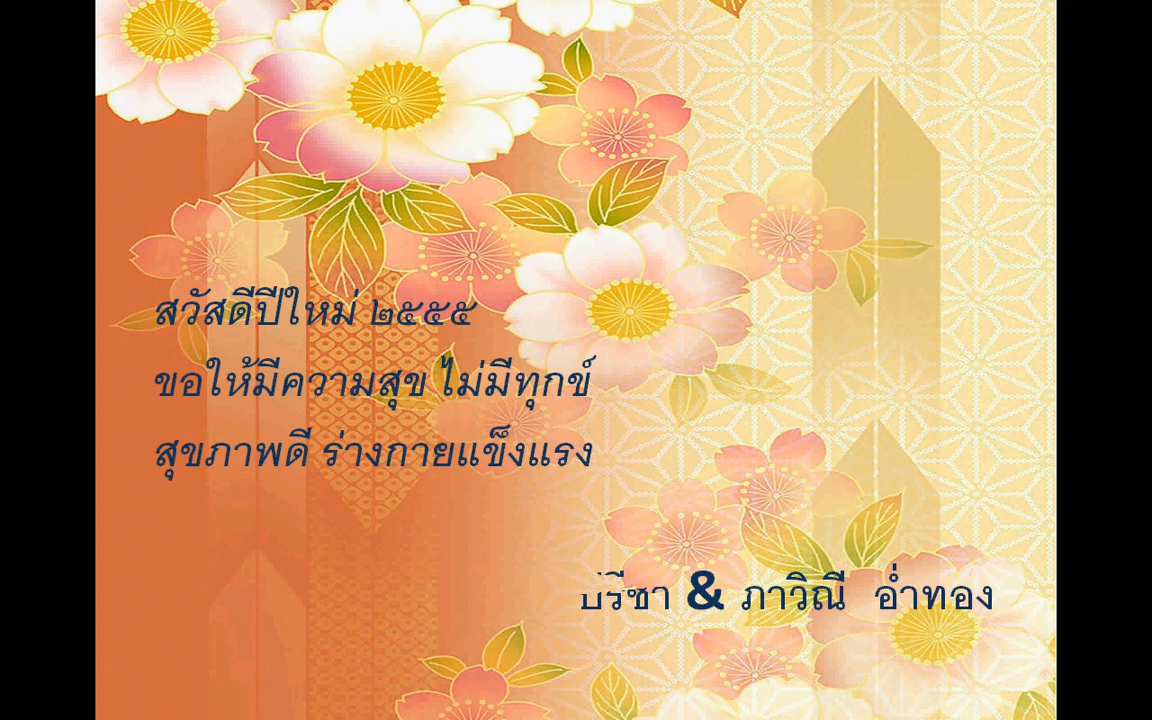 สวัสดีปีใหม่ ๒๕๕๕
ขอให้มีความสุข ไม่มีทุกข์
สุขภาพดี ร่างกายแข็งแรง
ปรีชา & ภาวิณี อ่ำทอง